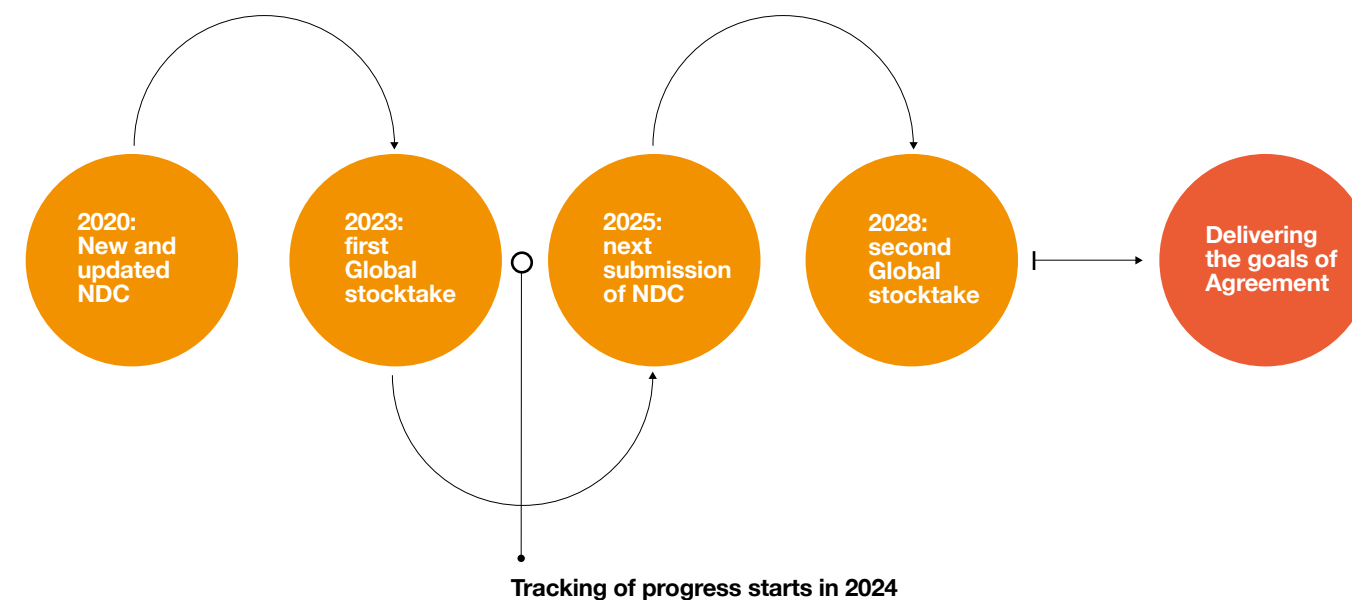 2020:
New and
updated
NDC
2023:
first
Global
stocktake
2025:
next
submission
of NDC
2028:
second
Global
stocktake
Delivering
the goals of
Agreement
Tracking of progress starts in 2024